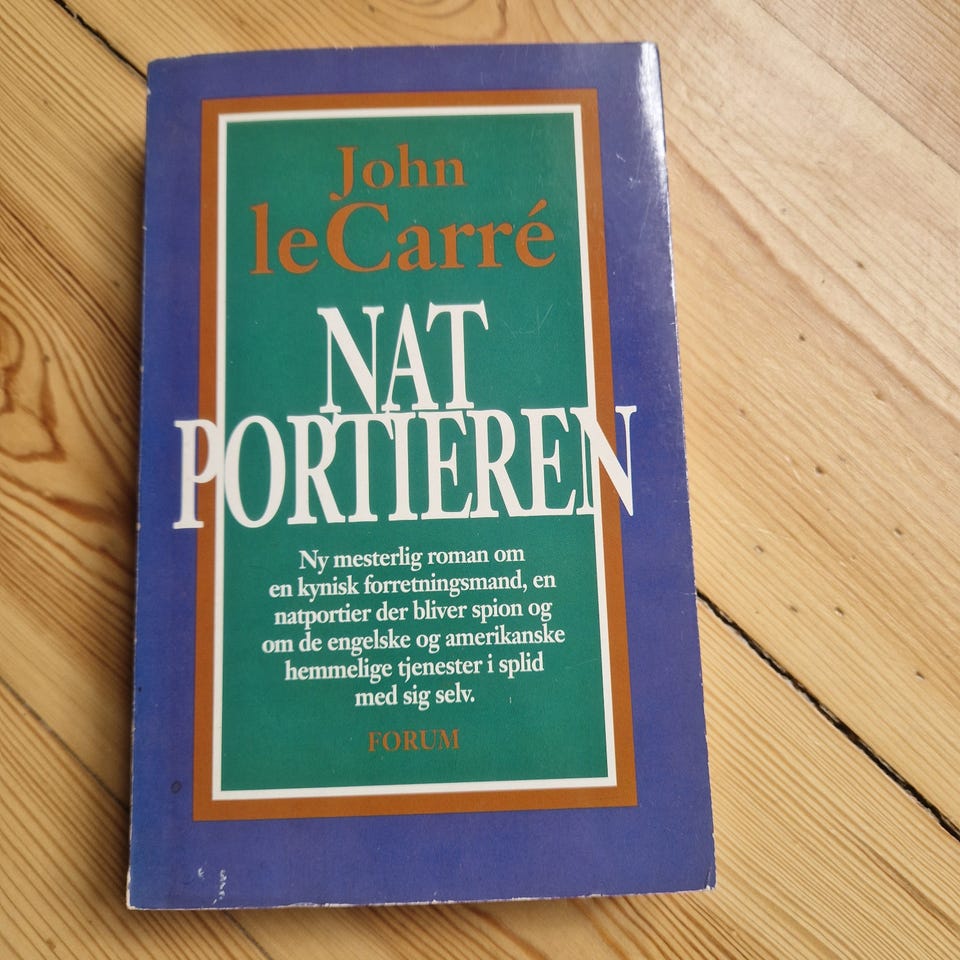 John
leCarré
NAT
PORTIEREN
Ny mesterlig roman om
en kynisk forretningsmand, en
natportier der bliver spion og
om de engelske og amerikanske
hemmelige tjenester i splid
med sig selv.
FORUM